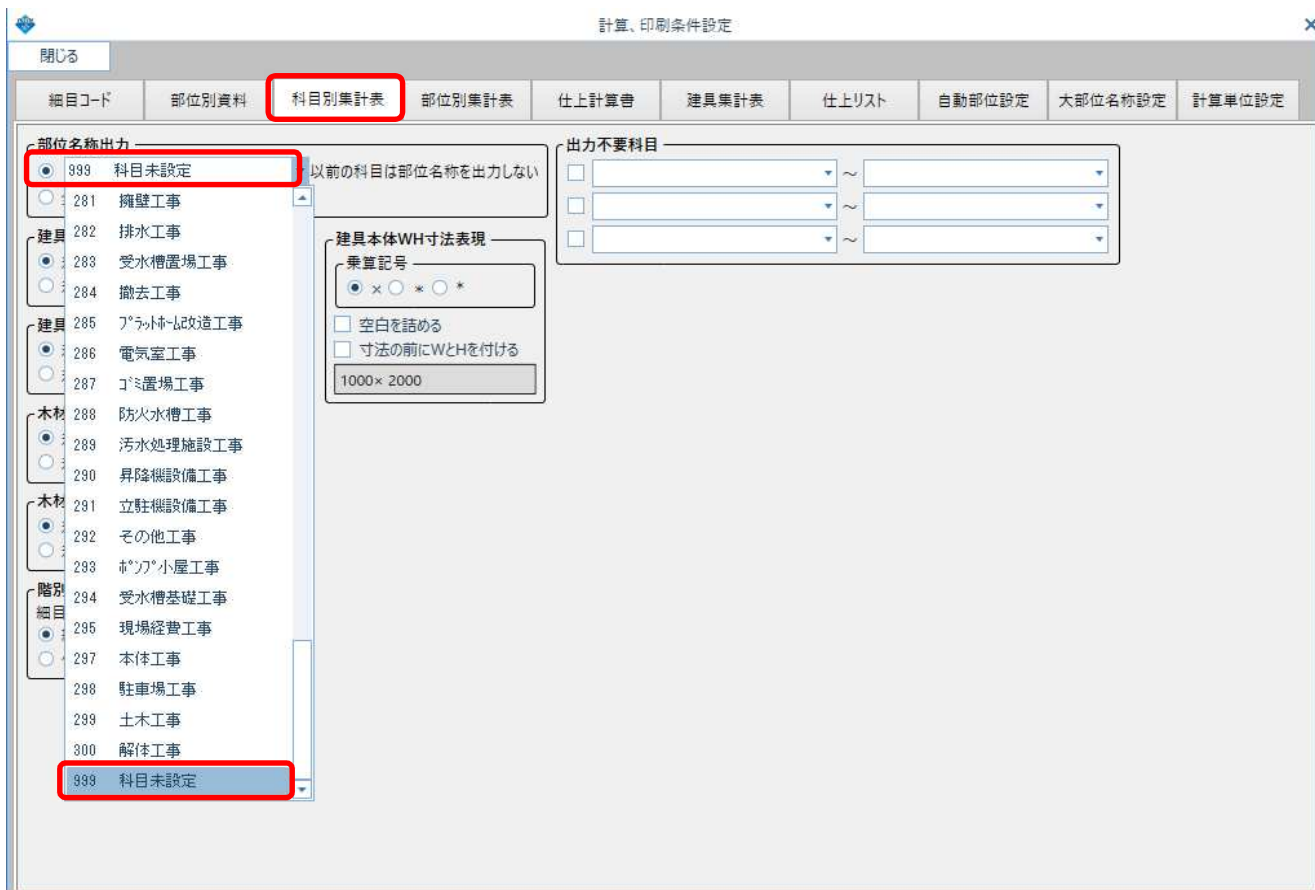 計算、印刷条件設定
閉じる
細目コード 部位別資料 科目別集計表 部位別集計表 仕上計算書 建具集計表 仕上リスト 自動部位設定 大部位名称設定 計算単位設定
部位名称出力
999 科目未設定 以前の科目は部位名称を出力しない
281 擁壁工事
282 排水工事
283 受水槽置場工事
284 撤去工事
285 プラットホーム改造工事
286 電気室工事
287 ゴミ置場工事
288 防火水槽工事
289 汚水処理施設工事
290 昇降機設備工事
291 立駐機設備工事
292 その他工事
293 ポンプ小屋工事
294 受水槽基礎工事
295 現場経費工事
297 本体工事
298 駐車場工事
299 土木工事
300 解体工事
999 科目未設定
建具
建具
木材
木材
階別
細目
建具本体WH寸法表現
乗算記号
× * *
空白を詰める
寸法の前にWとHを付ける
1000× 2000
出力不要科目
～
～
～